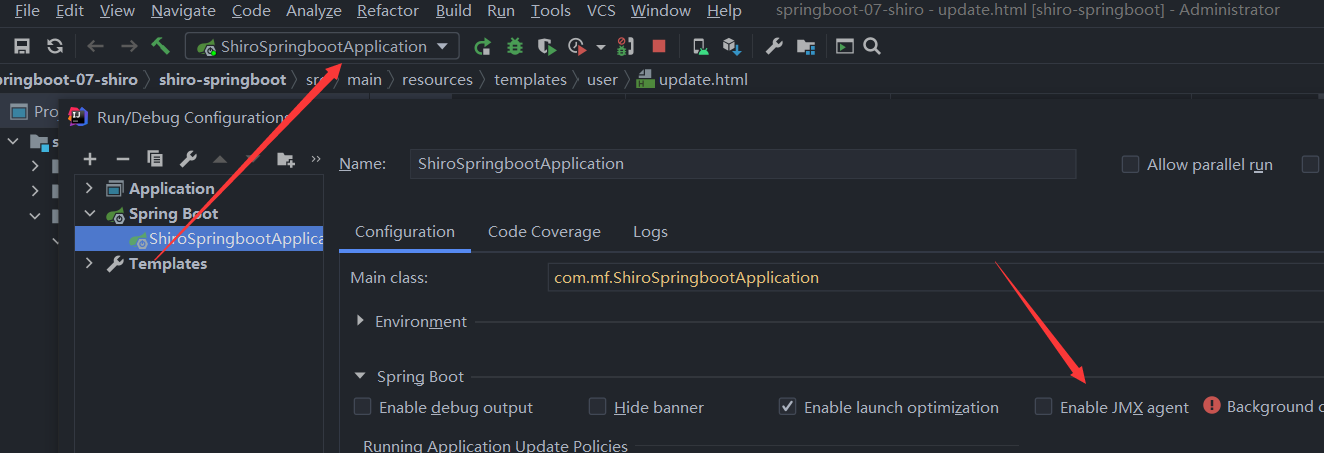 File Edit View Navigate Code Analyze Refactor Build Run Tools VCS Window Help springboot-07-shiro - update.html [shiro-springboot] - Administrator
ShiroSpringbootApplication
pringboot-07-shiro 〉 shiro-springboot 〉 src 〉 main 〉 resources 〉 templates 〉 user 〉 update.html
Pro
Run/Debug Configurations
s
Name: ShiroSpringbootApplication Allow parallel run
Application
Spring Boot
ShiroSpringbootApplica
Templates
Configuration Code Coverage Logs
Main class: com.mf.ShiroSpringbootApplication
Environment
Spring Boot
Enable debug output Hide banner Enable launch optimization Enable JMX agent Background c
Running Application Update Policies